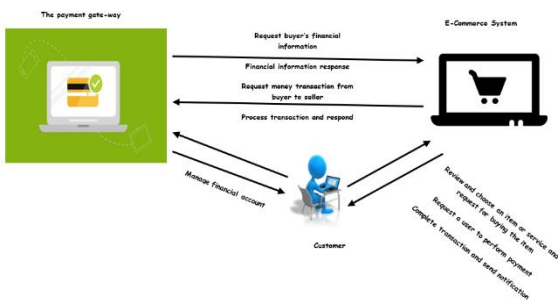 The payment gate-way
E-Commerce System
Request buyer's financial
information
Financial information response
Request money transaction from
buyer to seller
Process transaction and respond
Manage financial account
Customer
Review and choose an item or service and
request for buying the item
Request a user to perform payment
Complete transaction and send notification